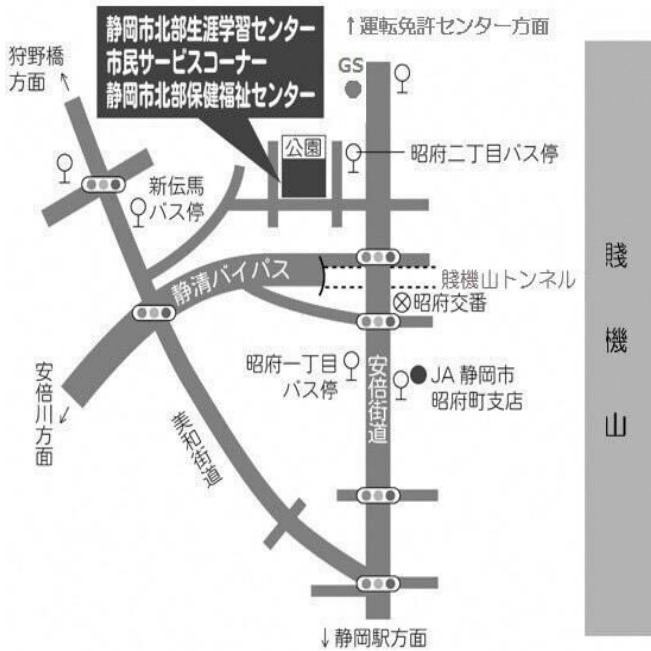 静岡市北部生涯学習センター
市民サービスコーナー
静岡市北部保健福祉センター
↑運転免許センター方面
狩野橋
方面
GS
公園
昭府二丁目バス停
新伝馬
バス停
静清バイパス
賤機山トンネル
昭府交番
昭府一丁目
バス停
安倍街道
JA 静岡市
昭府町支店
安倍川方面
美和街道
賤機山
↓静岡駅方面